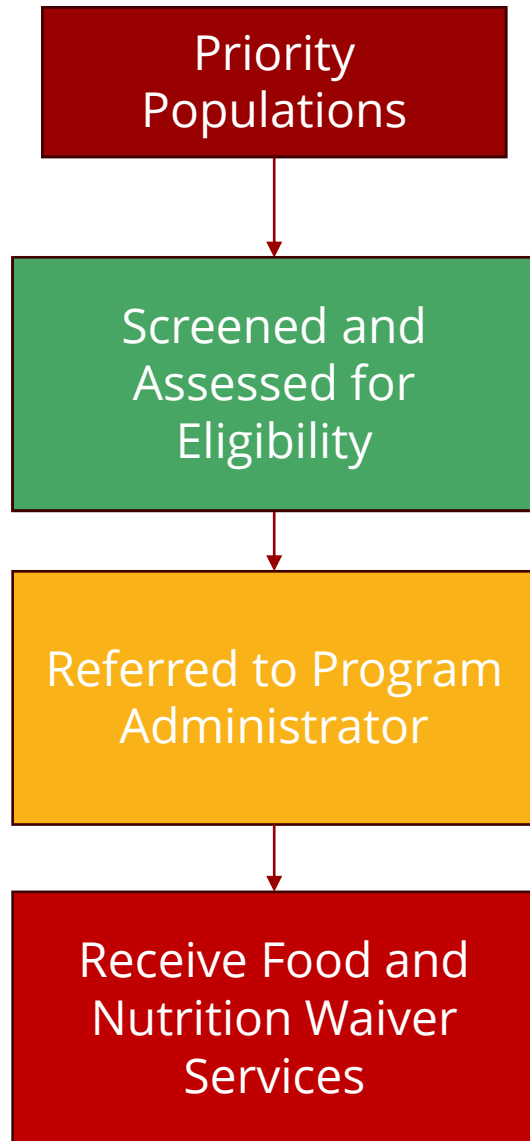 Priority
Populations
Screened and
Assessed for
Eligibility
Referred to Program
Administrator
Receive Food and
Nutrition Waiver
Services